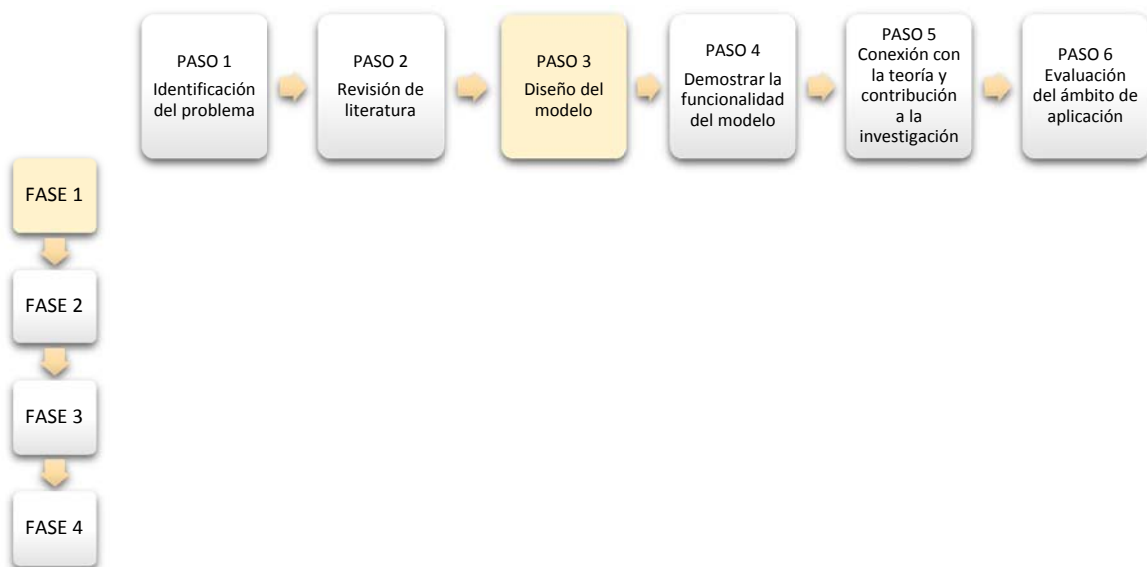 PASO 1
Identificación
del problema
PASO 2
Revisión de
literatura
PASO 3
Diseño del
modelo
PASO 4
Demostrar la
funcionalidad
del modelo
PASO 5
Conexión con
la teoría y
contribución
a la
investigación
PASO 6
Evaluación
del ámbito de
aplicación
FASE 1
FASE 2
FASE 3
FASE 4